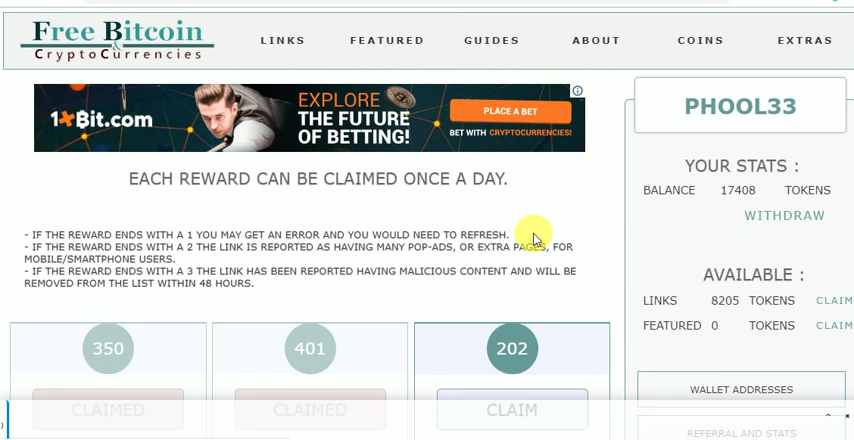 Free Bitcoin
&
CryptoCurrencies
LINKS FEATURED GUIDES ABOUT COINS EXTRAS
1xBit.com
EXPLORE
THE FUTURE
OF BETTING!
PLACE A BET
BET WITH CRYPTOCURRENCIES!
EACH REWARD CAN BE CLAIMED ONCE A DAY.
- IF THE REWARD ENDS WITH A 1 YOU MAY GET AN ERROR AND YOU WOULD NEED TO REFRESH.
- IF THE REWARD ENDS WITH A 2 THE LINK IS REPORTED AS HAVING MANY POP-ADS, OR EXTRA PAGES, FOR
MOBILE/SMARTPHONE USERS.
- IF THE REWARD ENDS WITH A 3 THE LINK HAS BEEN REPORTED HAVING MALICIOUS CONTENT AND WILL BE
REMOVED FROM THE LIST WITHIN 48 HOURS.
350 401 202
CLAIMED CLAIMED CLAIM
PHOOL33
YOUR STATS :
BALANCE 17408 TOKENS
WITHDRAW
AVAILABLE :
LINKS 8205 TOKENS CLAIM
FEATURED 0 TOKENS CLAIM
WALLET ADDRESSES
REFERRAL AND STATS